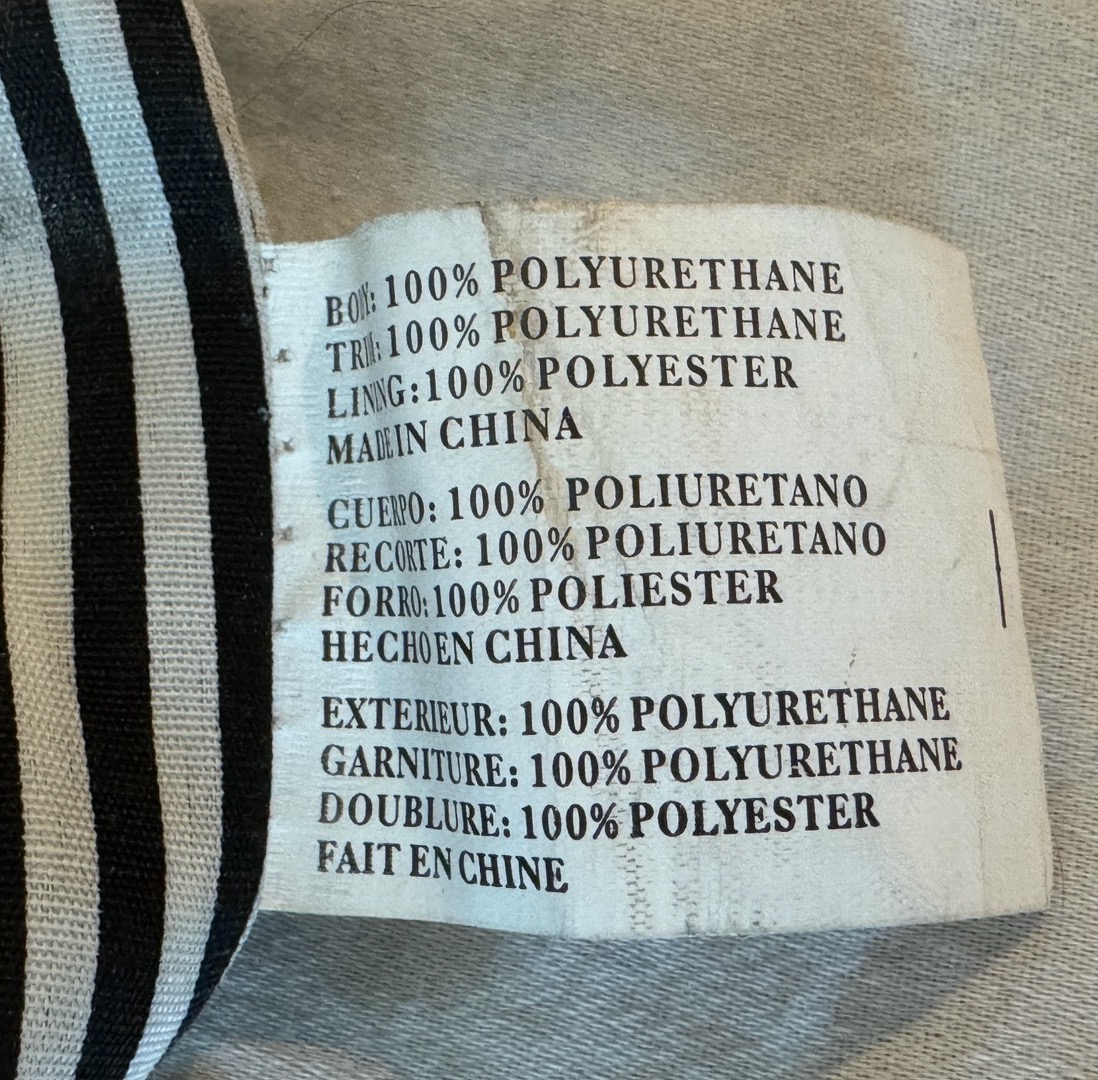 BODY: 100% POLYURETHANE
TRIM: 100% POLYURETHANE
LINING: 100% POLYESTER
MADE IN CHINA
CUERPO: 100% POLIURETANO
RECORTE: 100% POLIURETANO
FORRO: 100% POLIESTER
HECHO EN CHINA
EXTERIEUR: 100% POLYURETHANE
GARNITURE: 100% POLYURETHANE
DOUBLURE: 100% POLYESTER
FAIT EN CHINE